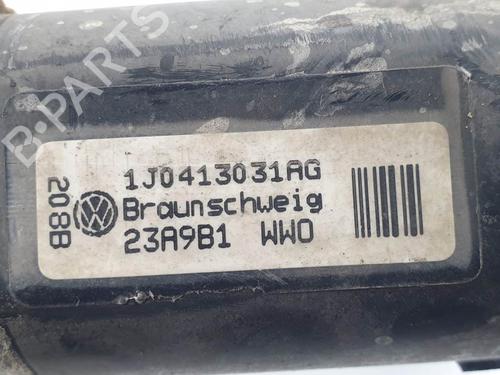 B-PARTS
208B
1J0413031AG
Braunschweig
23A9B1 WWO